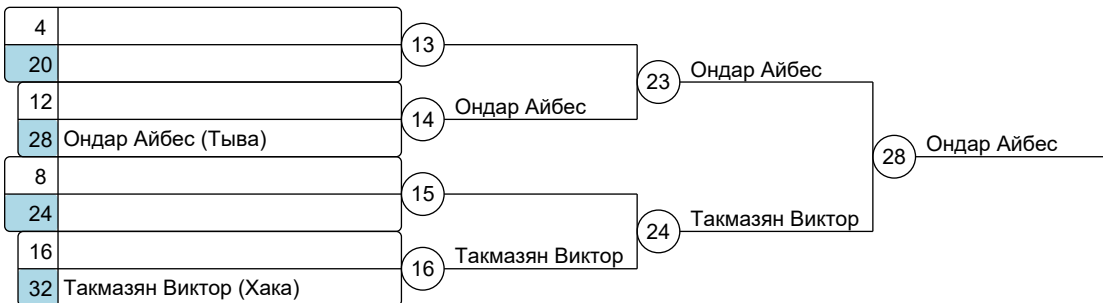 4
13
20
23 Ондар Айбес
12
14 Ондар Айбес
28 Ондар Айбес (Тыва)
28 Ондар Айбес
8
15
24
24 Такмазян Виктор
16
16 Такмазян Виктор
32 Такмазян Виктор (Хака)